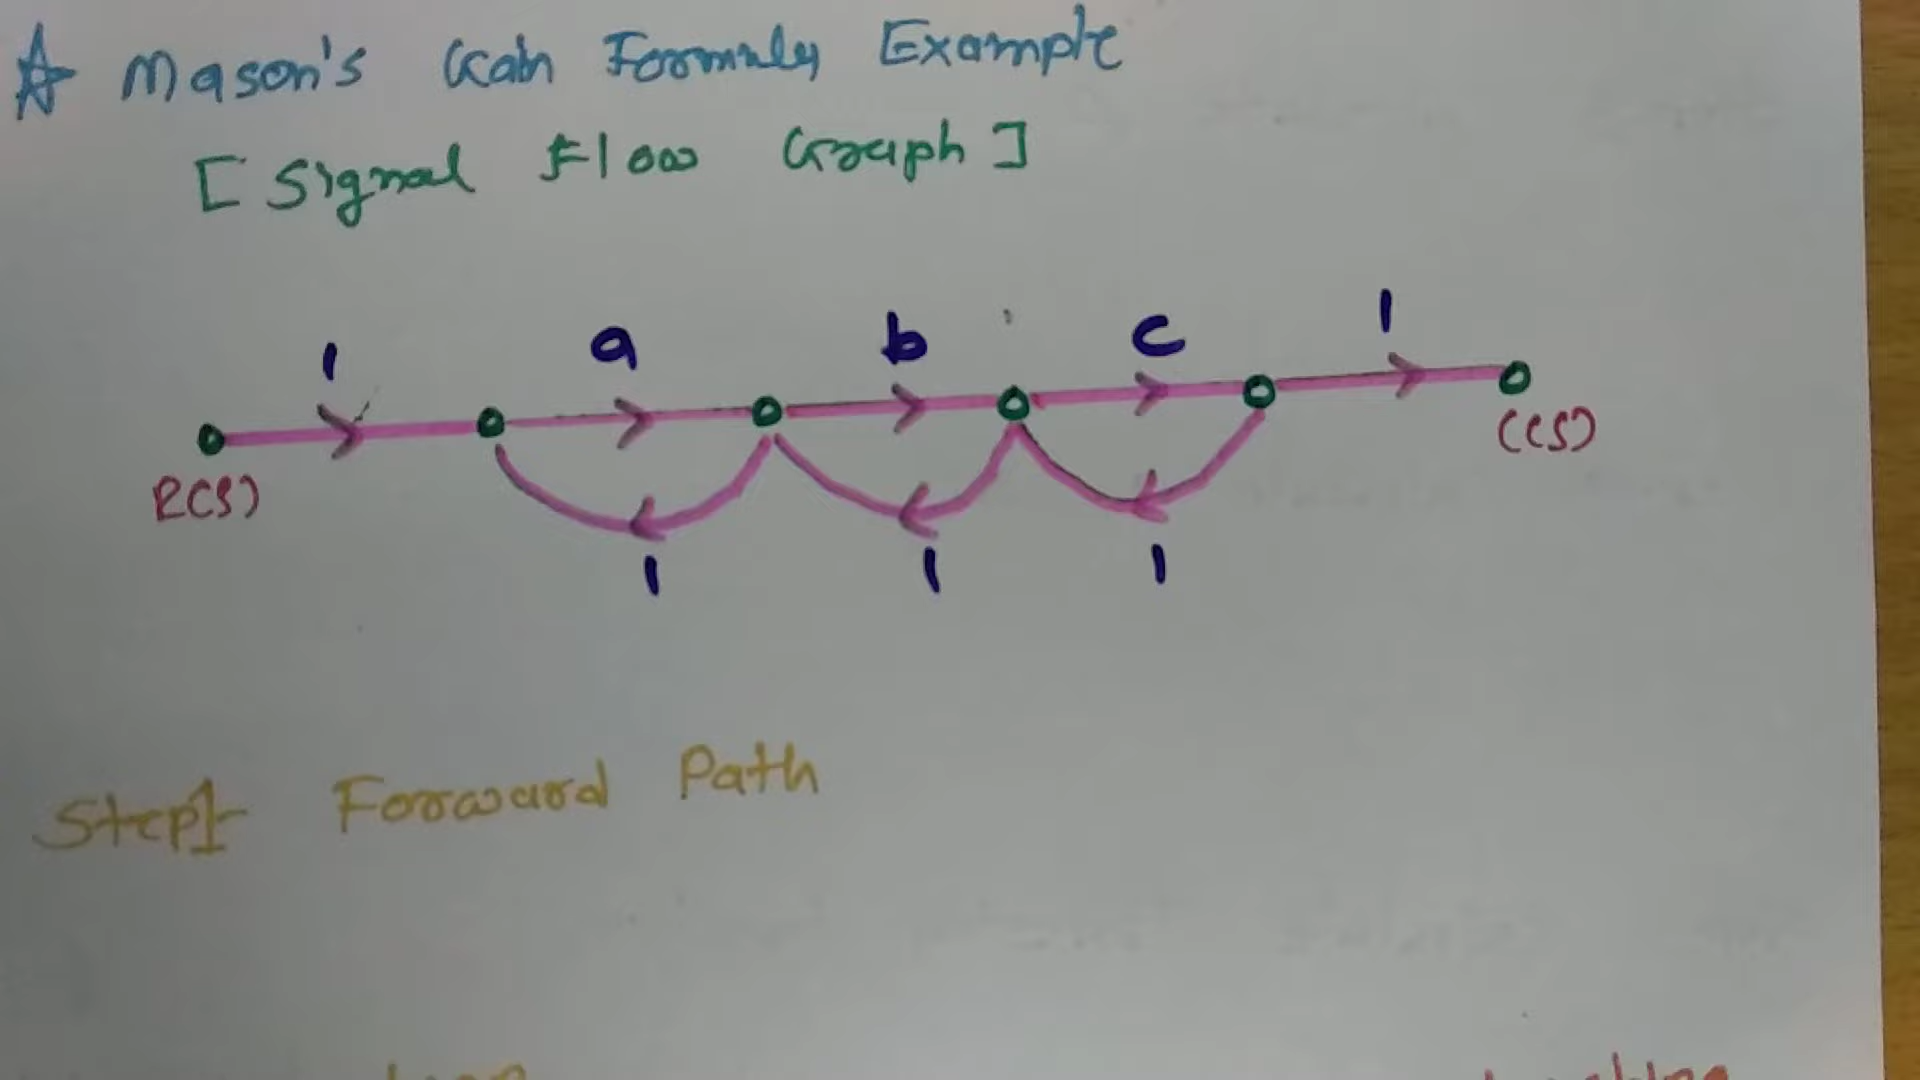 Mason's Gain Formula Example
[Signal Flow Graph]
1 a b c 1
R(s) C(s)
1 1 1
Step1- Forward Path